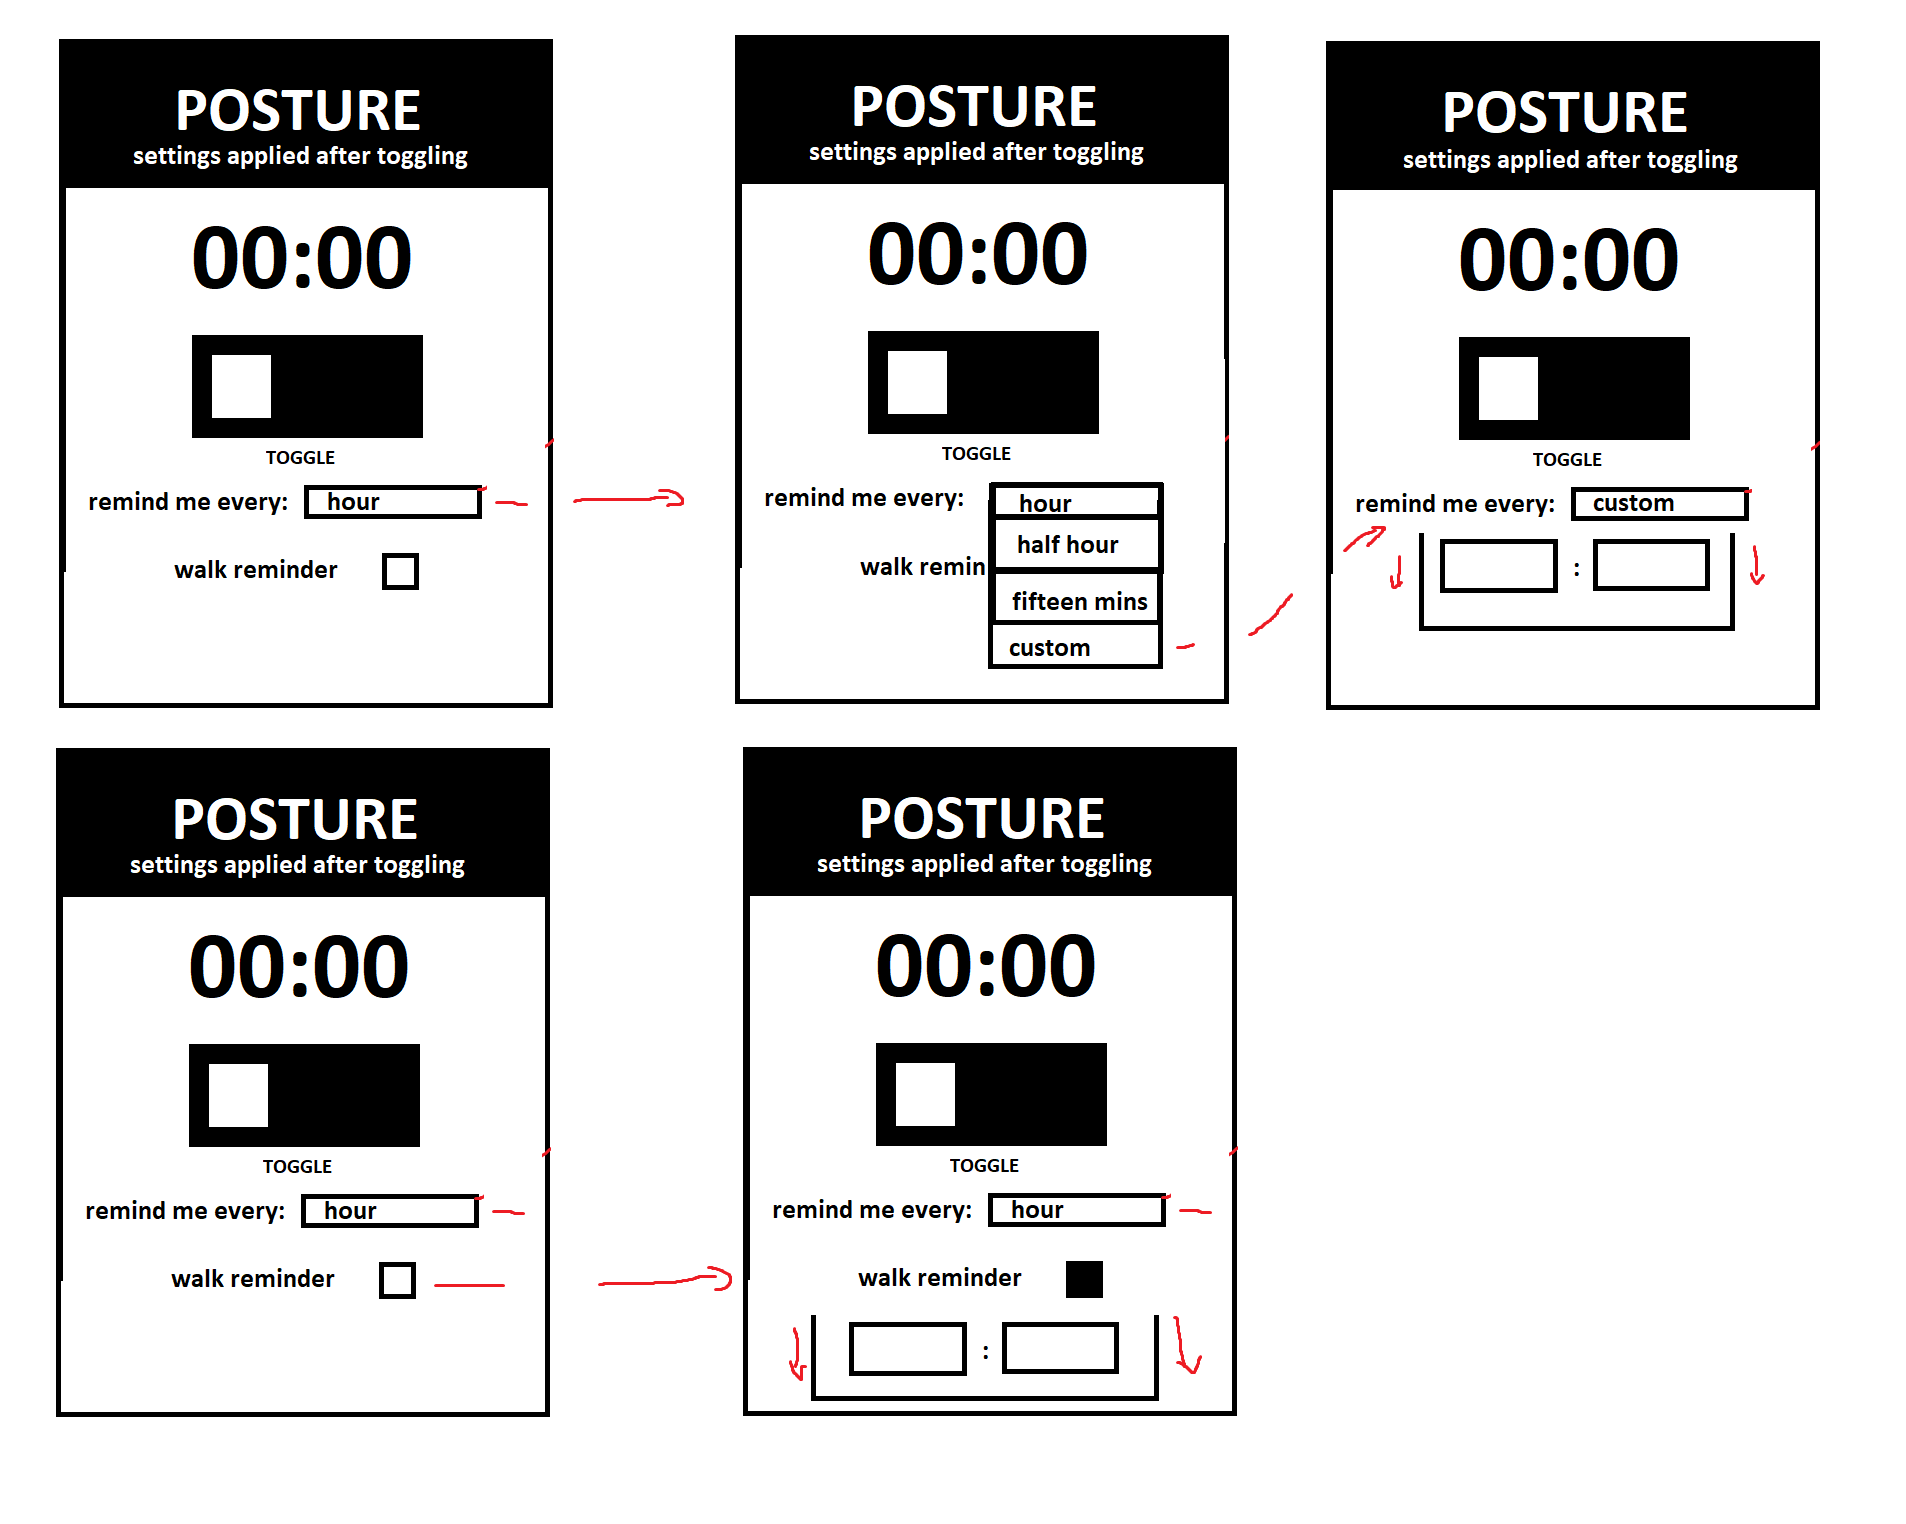 POSTURE
settings applied after toggling
00:00
TOGGLE
remind me every: hour
walk reminder
POSTURE
settings applied after toggling
00:00
TOGGLE
remind me every: hour
half hour
walk remin
fifteen mins
custom
POSTURE
settings applied after toggling
00:00
TOGGLE
remind me every: custom
:
POSTURE
settings applied after toggling
00:00
TOGGLE
remind me every: hour
walk reminder
POSTURE
settings applied after toggling
00:00
TOGGLE
remind me every: hour
walk reminder
: